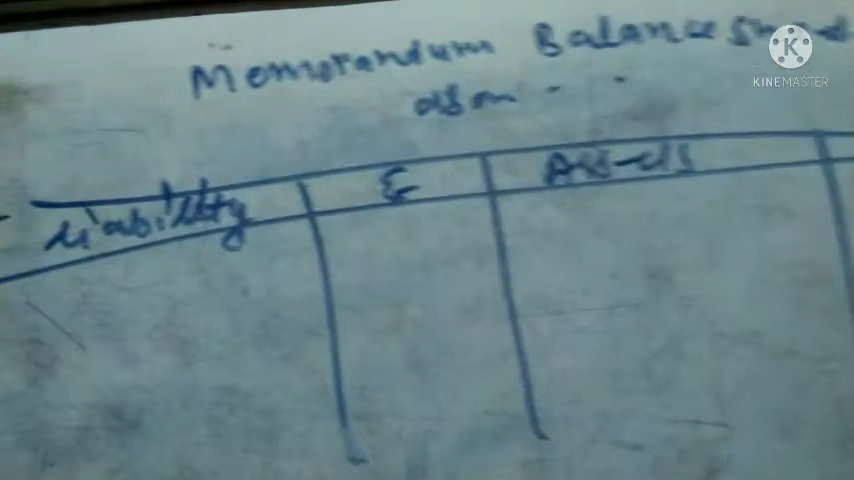 Memorandum Balance Sheet
as on - -
Liability £ Assets
K
KINEMASTER